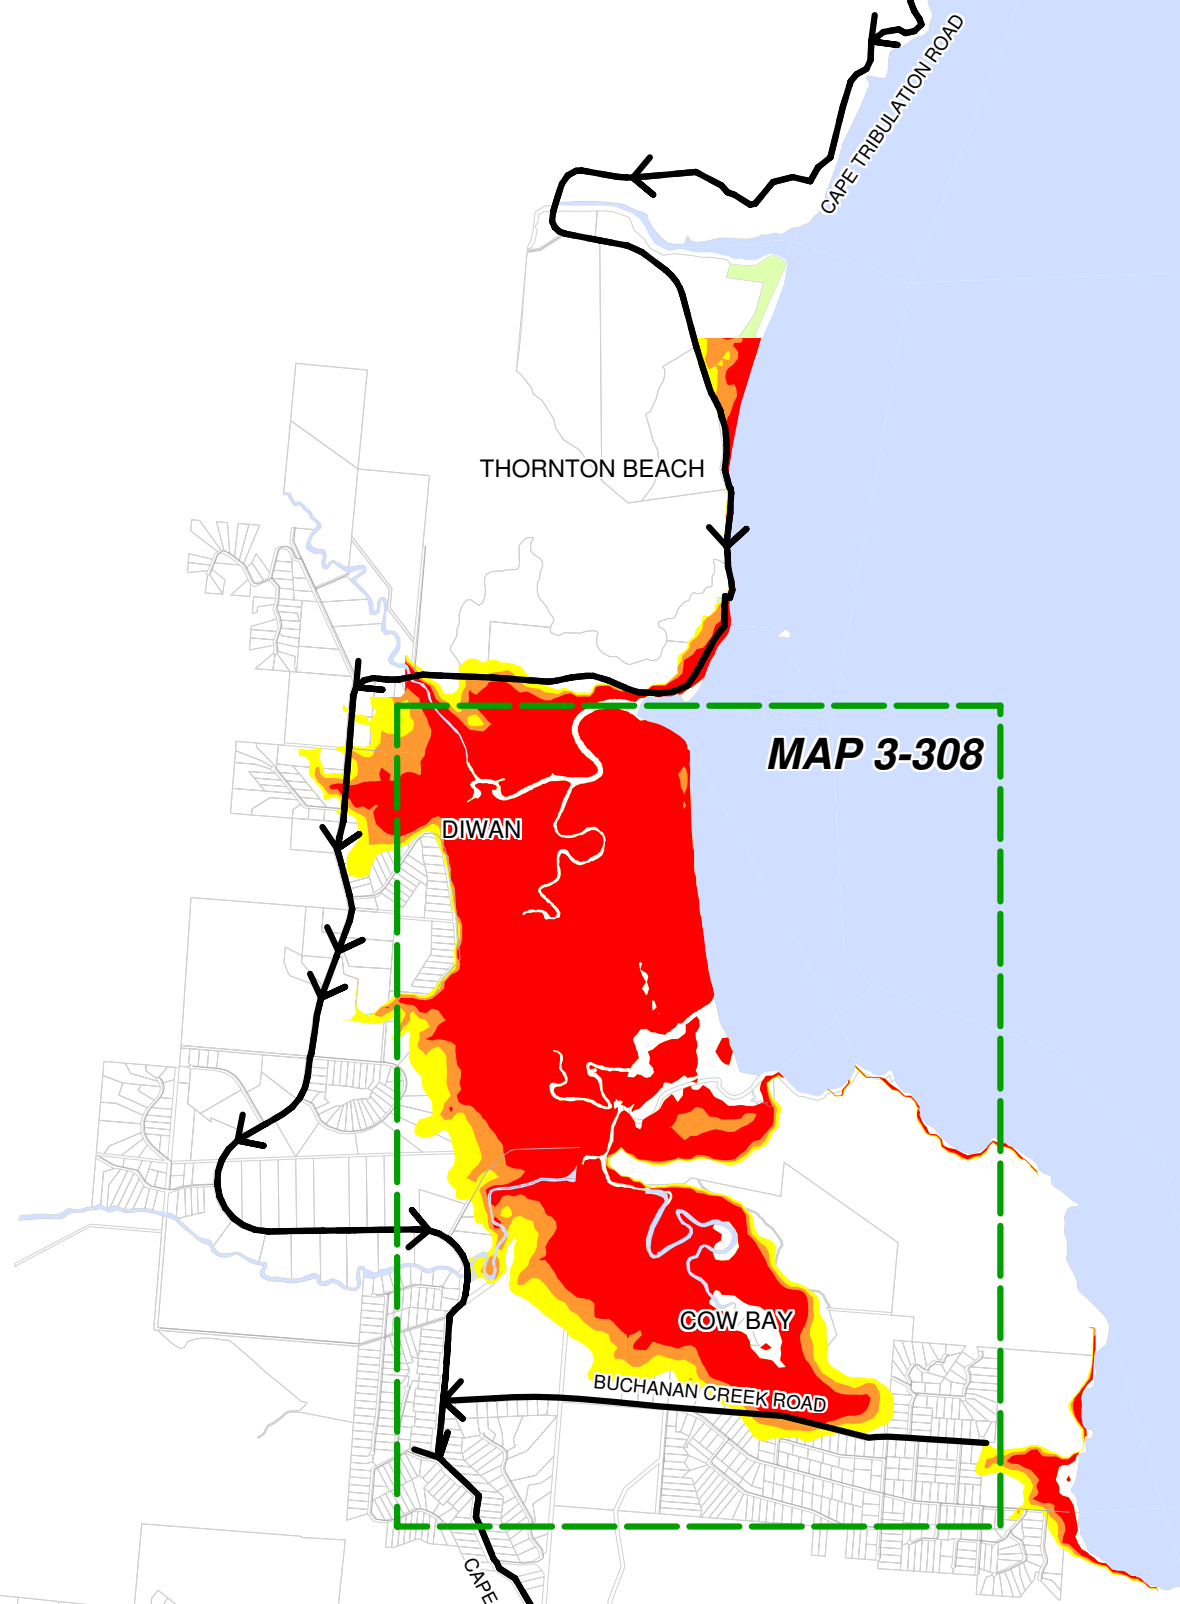 CAPE TRIBULATION ROAD
THORNTON BEACH
MAP 3-308
DIWAN
COW BAY
BUCHANAN CREEK ROAD
CAPE